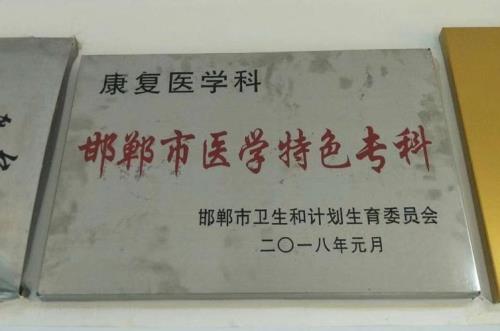 康复医学科
邯郸市医学特色专科
邯郸市卫生和计划生育委员会
二〇一八年元月